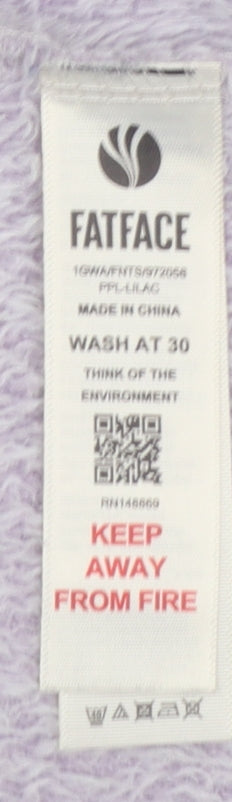 FATFACE
1GWA/FNTS/972056
PPL-LILAC
MADE IN CHINA
WASH AT 30
THINK OF THE
ENVIRONMENT
RN146669
KEEP
AWAY
FROM FIRE